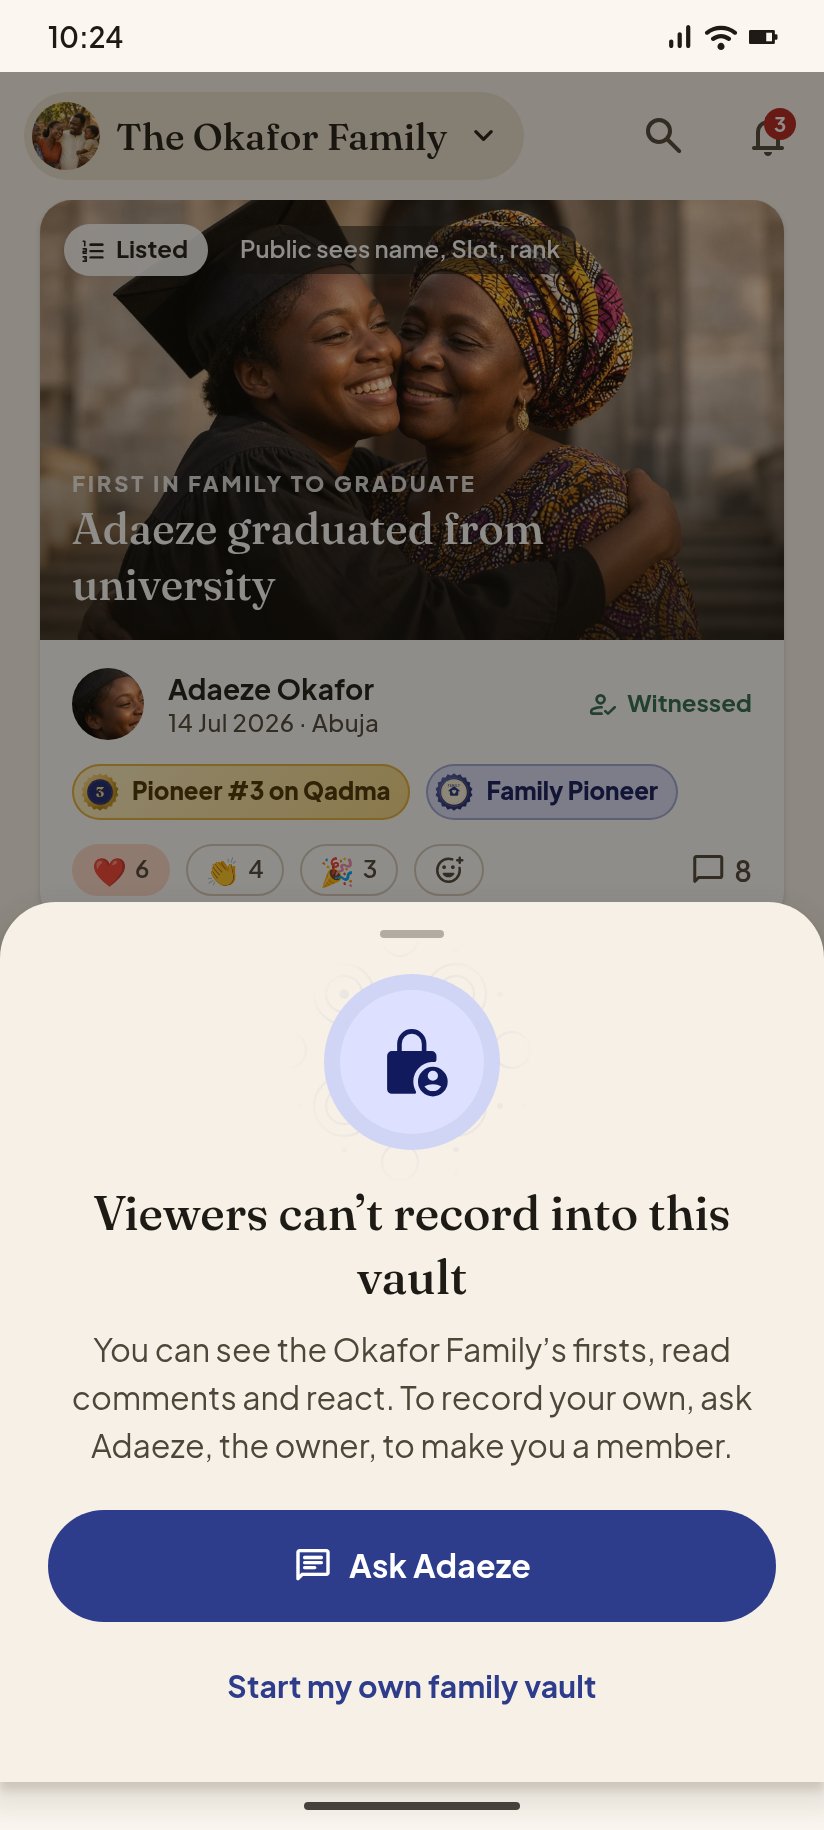 10:24
The Okafor Family
3
Listed
Public sees name, Slot, rank
FIRST IN FAMILY TO GRADUATE
Adaeze graduated from
university
Adaeze Okafor
14 Jul 2026 · Abuja
Witnessed
3 Pioneer #3 on Qadma
Family Pioneer
❤️ 6
👏 4
🎉 3
8
Viewers can’t record into this
vault
You can see the Okafor Family’s firsts, read
comments and react. To record your own, ask
Adaeze, the owner, to make you a member.
Ask Adaeze
Start my own family vault